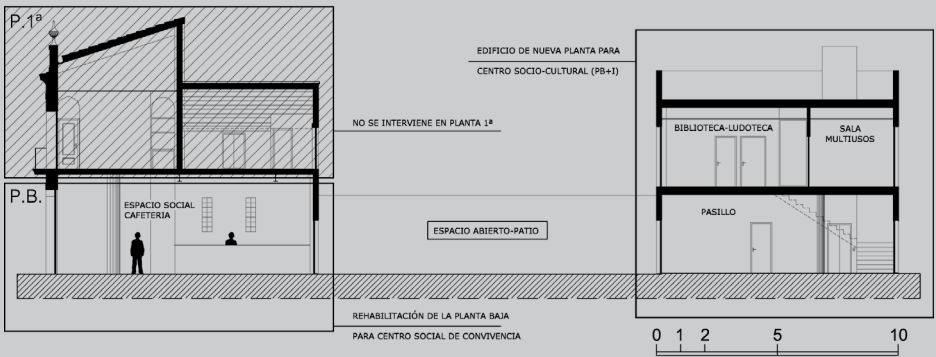 P.1ª
EDIFICIO DE NUEVA PLANTA PARA
CENTRO SOCIO-CULTURAL (PB+I)
NO SE INTERVIENE EN PLANTA 1ª
BIBLIOTECA-LUDOTECA
SALA
MULTIUSOS
P.B.
ESPACIO SOCIAL
CAFETERIA
ESPACIO ABIERTO-PATIO
PASILLO
REHABILITACIÓN DE LA PLANTA BAJA
PARA CENTRO SOCIAL DE CONVIVENCIA
0 1 2 5 10